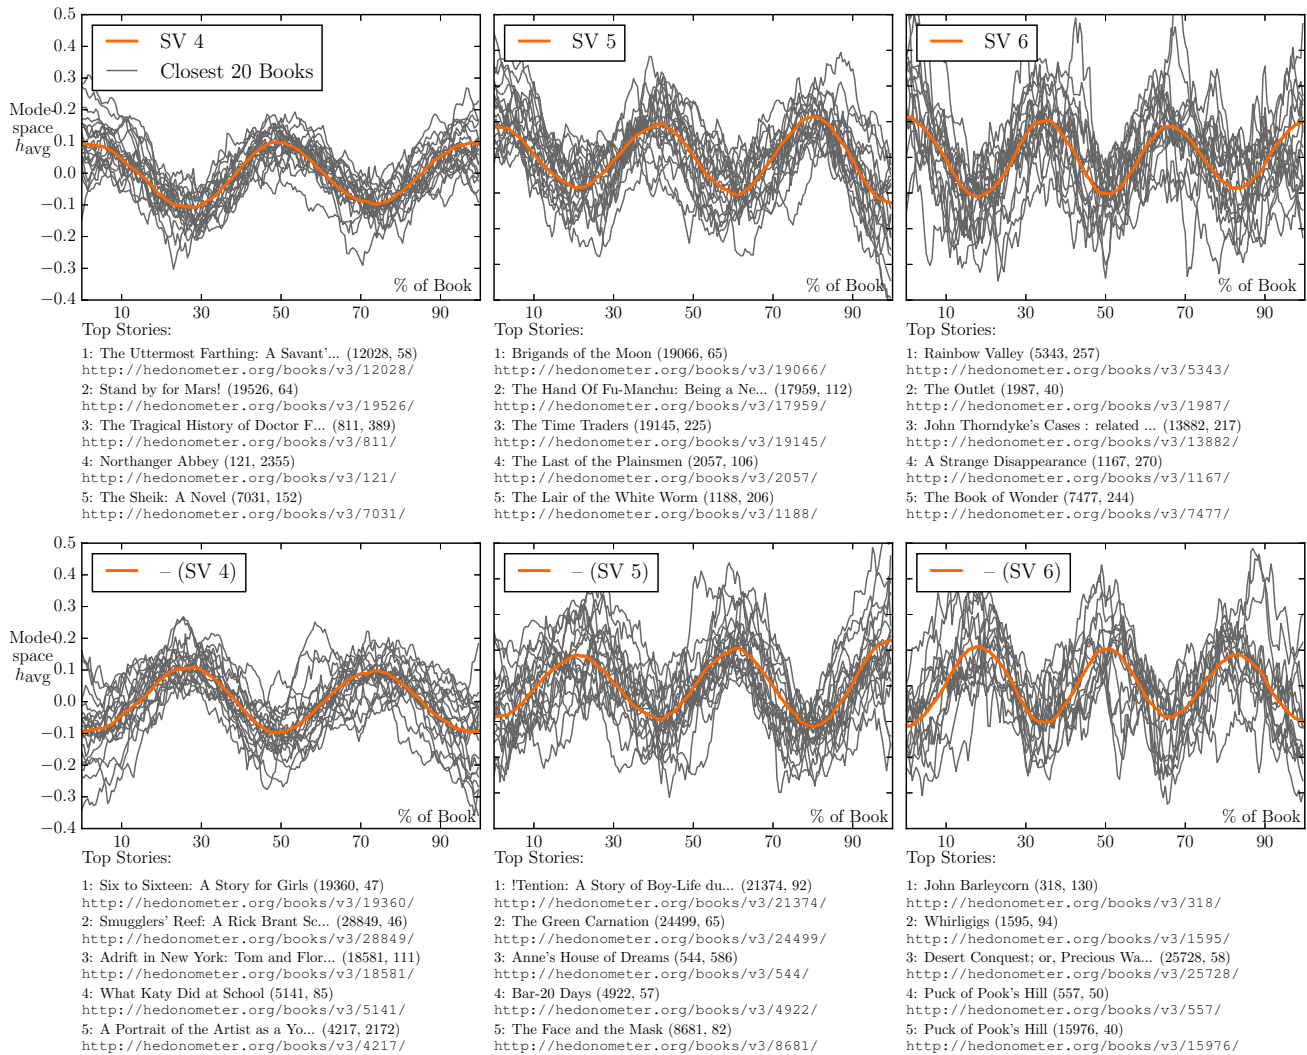 0.5
0.4
0.3
0.2
0.1
0.0
−0.1
−0.2
−0.3
−0.4
Mode-
space
havg
SV 4
Closest 20 Books
% of Book
10 30 50 70 90
SV 5
% of Book
10 30 50 70 90
SV 6
% of Book
10 30 50 70 90
Top Stories:
1: The Uttermost Farthing: A Savant'... (12028, 58)
http://hedonometer.org/books/v3/12028/
2: Stand by for Mars! (19526, 64)
http://hedonometer.org/books/v3/19526/
3: The Tragical History of Doctor F... (811, 389)
http://hedonometer.org/books/v3/811/
4: Northanger Abbey (121, 2355)
http://hedonometer.org/books/v3/121/
5: The Sheik: A Novel (7031, 152)
http://hedonometer.org/books/v3/7031/
Top Stories:
1: Brigands of the Moon (19066, 65)
http://hedonometer.org/books/v3/19066/
2: The Hand Of Fu-Manchu: Being a Ne... (17959, 112)
http://hedonometer.org/books/v3/17959/
3: The Time Traders (19145, 225)
http://hedonometer.org/books/v3/19145/
4: The Last of the Plainsmen (2057, 106)
http://hedonometer.org/books/v3/2057/
5: The Lair of the White Worm (1188, 206)
http://hedonometer.org/books/v3/1188/
Top Stories:
1: Rainbow Valley (5343, 257)
http://hedonometer.org/books/v3/5343/
2: The Outlet (1987, 40)
http://hedonometer.org/books/v3/1987/
3: John Thorndyke's Cases : related ... (13882, 217)
http://hedonometer.org/books/v3/13882/
4: A Strange Disappearance (1167, 270)
http://hedonometer.org/books/v3/1167/
5: The Book of Wonder (7477, 244)
http://hedonometer.org/books/v3/7477/
0.5
0.4
0.3
0.2
0.1
0.0
−0.1
−0.2
−0.3
−0.4
Mode-
space
havg
– (SV 4)
% of Book
10 30 50 70 90
– (SV 5)
% of Book
10 30 50 70 90
– (SV 6)
% of Book
10 30 50 70 90
Top Stories:
1: Six to Sixteen: A Story for Girls (19360, 47)
http://hedonometer.org/books/v3/19360/
2: Smugglers' Reef: A Rick Brant Sc... (28849, 46)
http://hedonometer.org/books/v3/28849/
3: Adrift in New York: Tom and Flor... (18581, 111)
http://hedonometer.org/books/v3/18581/
4: What Katy Did at School (5141, 85)
http://hedonometer.org/books/v3/5141/
5: A Portrait of the Artist as a Yo... (4217, 2172)
http://hedonometer.org/books/v3/4217/
Top Stories:
1: !Tention: A Story of Boy-Life du... (21374, 92)
http://hedonometer.org/books/v3/21374/
2: The Green Carnation (24499, 65)
http://hedonometer.org/books/v3/24499/
3: Anne's House of Dreams (544, 586)
http://hedonometer.org/books/v3/544/
4: Bar-20 Days (4922, 57)
http://hedonometer.org/books/v3/4922/
5: The Face and the Mask (8681, 82)
http://hedonometer.org/books/v3/8681/
Top Stories:
1: John Barleycorn (318, 130)
http://hedonometer.org/books/v3/318/
2: Whirligigs (1595, 94)
http://hedonometer.org/books/v3/1595/
3: Desert Conquest; or, Precious Wa... (25728, 58)
http://hedonometer.org/books/v3/25728/
4: Puck of Pook's Hill (557, 50)
http://hedonometer.org/books/v3/557/
5: Puck of Pook's Hill (15976, 40)
http://hedonometer.org/books/v3/15976/